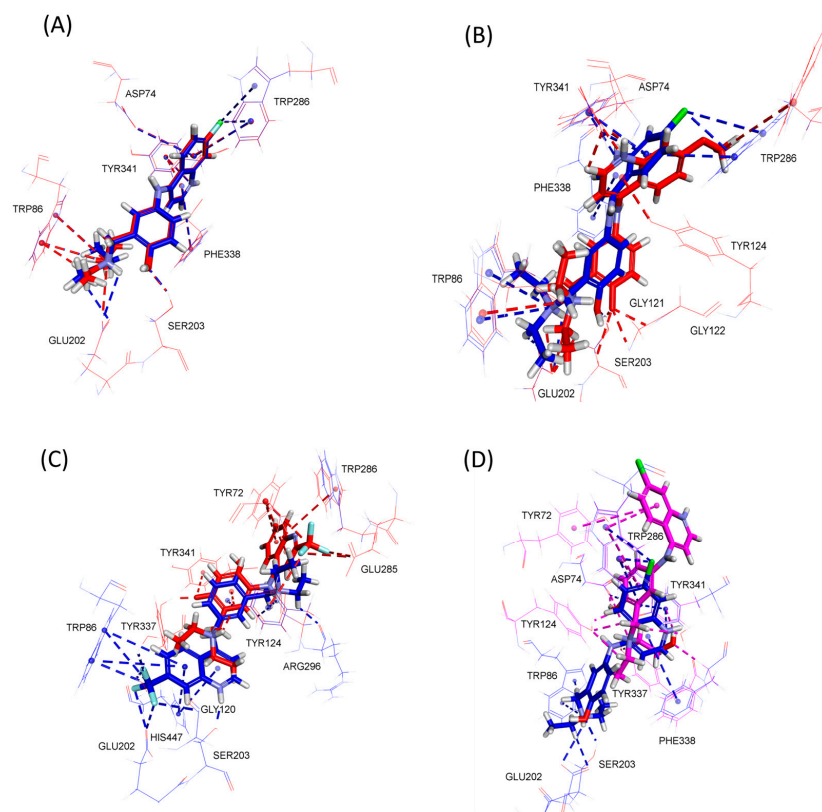 (A)
ASP74
TRP286
TYR341
TRP86
PHE338
GLU202
SER203
(B)
TYR341
ASP74
TRP286
PHE338
TYR124
TRP86
GLY121
GLY122
SER203
GLU202
(C)
TRP286
TYR72
GLU285
TYR341
TRP86
TYR337
TYR124
ARG296
GLY120
HIS447
GLU202
SER203
(D)
TYR72
TRP286
ASP74
TYR341
TYR124
TRP86
TYR337
PHE338
SER203
GLU202